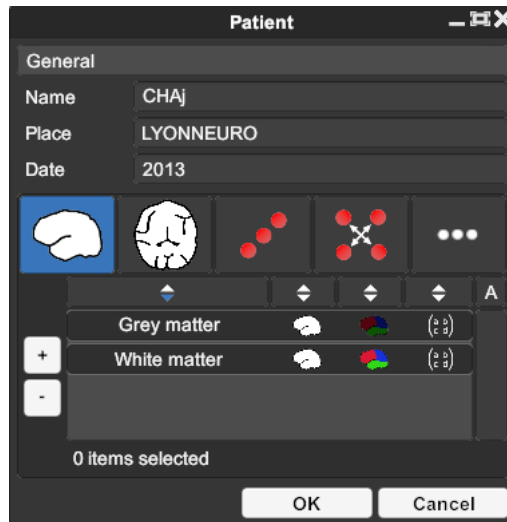 Patient
General
Name CHAj
Place LYONNEURO
Date 2013
A
Grey matter
White matter
+
-
0 items selected
OK Cancel